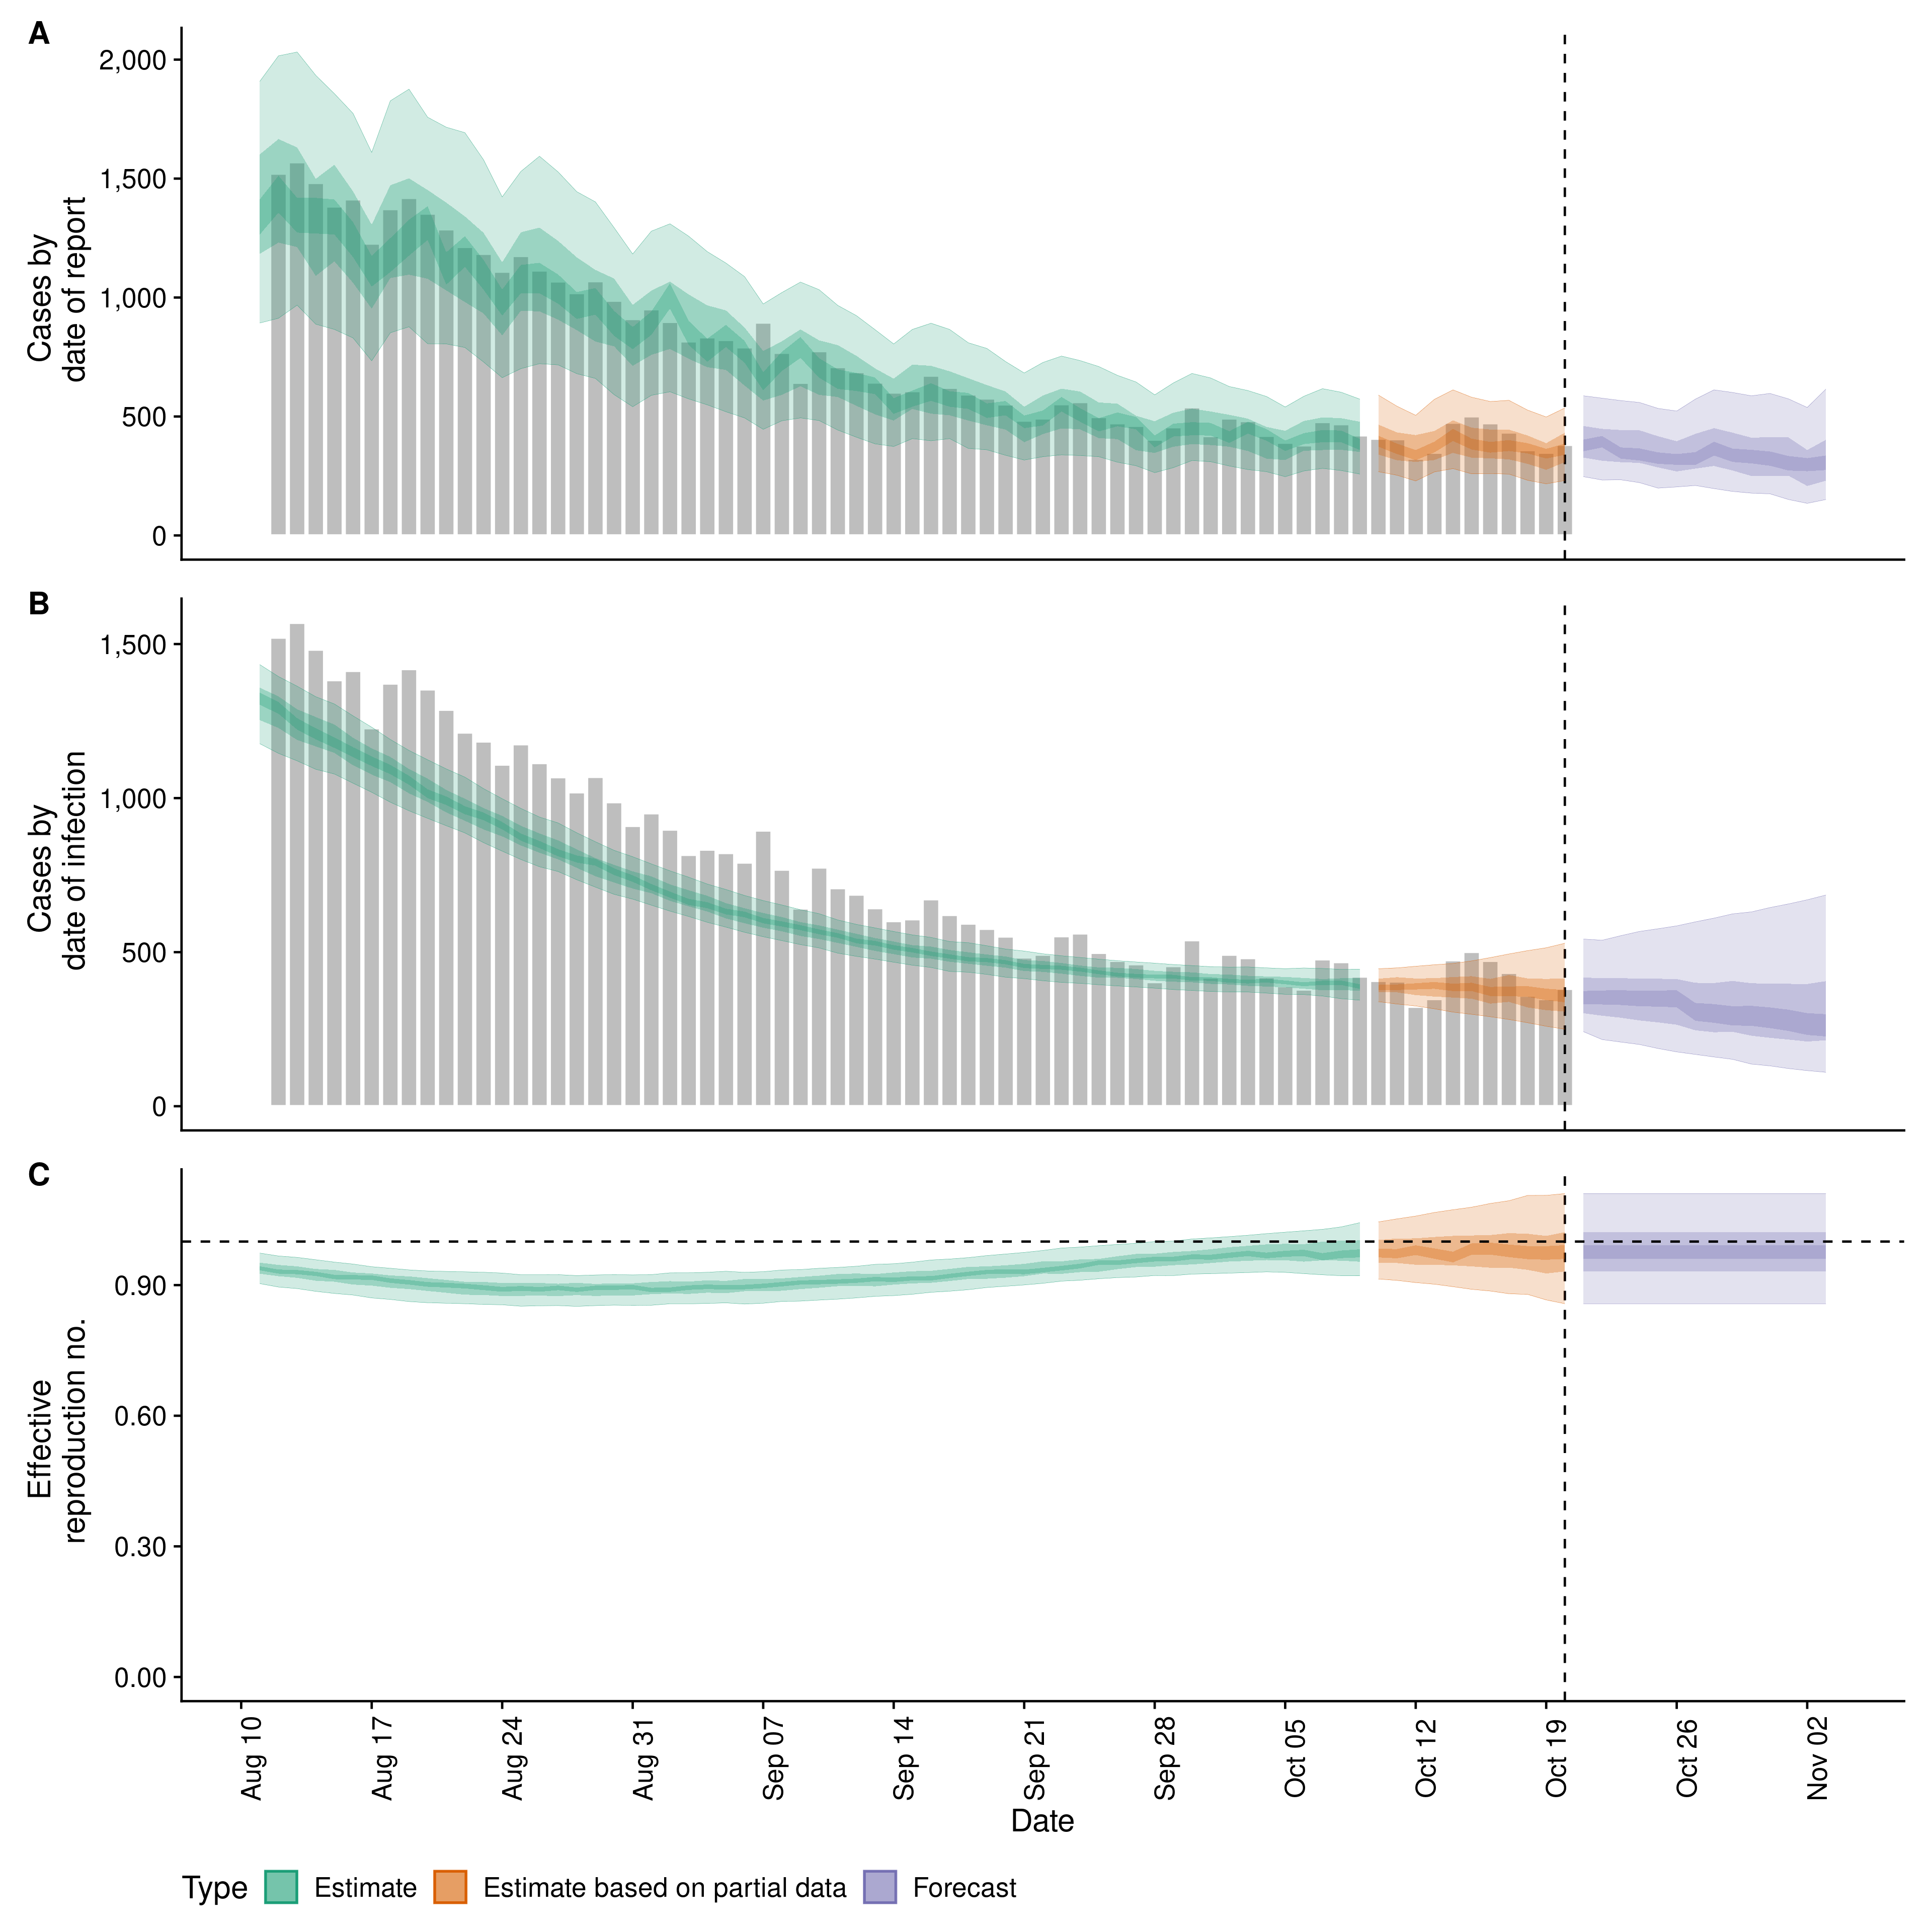 A
2,000
1,500
1,000
500
0
Cases by
date of report
B
1,500
1,000
500
0
Cases by
date of infection
C
0.90
0.60
0.30
0.00
Effective
reproduction no.
Aug 10
Aug 17
Aug 24
Aug 31
Sep 07
Sep 14
Sep 21
Sep 28
Oct 05
Oct 12
Oct 19
Oct 26
Nov 02
Date
Type Estimate Estimate based on partial data Forecast